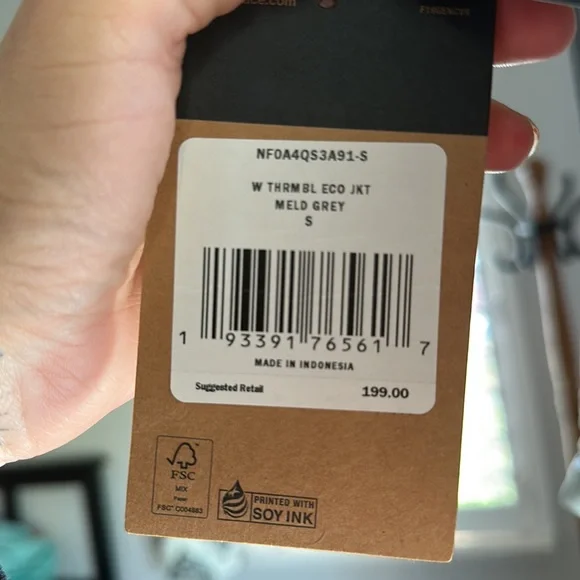 NF0A4QS3A91-S
W THRMBL ECO JKT
MELD GREY
S
1 93391 76561 7
MADE IN INDONESIA
Suggested Retail 199.00
FSC
MIX
Paper
FSC® C004883
PRINTED WITH
SOY INK